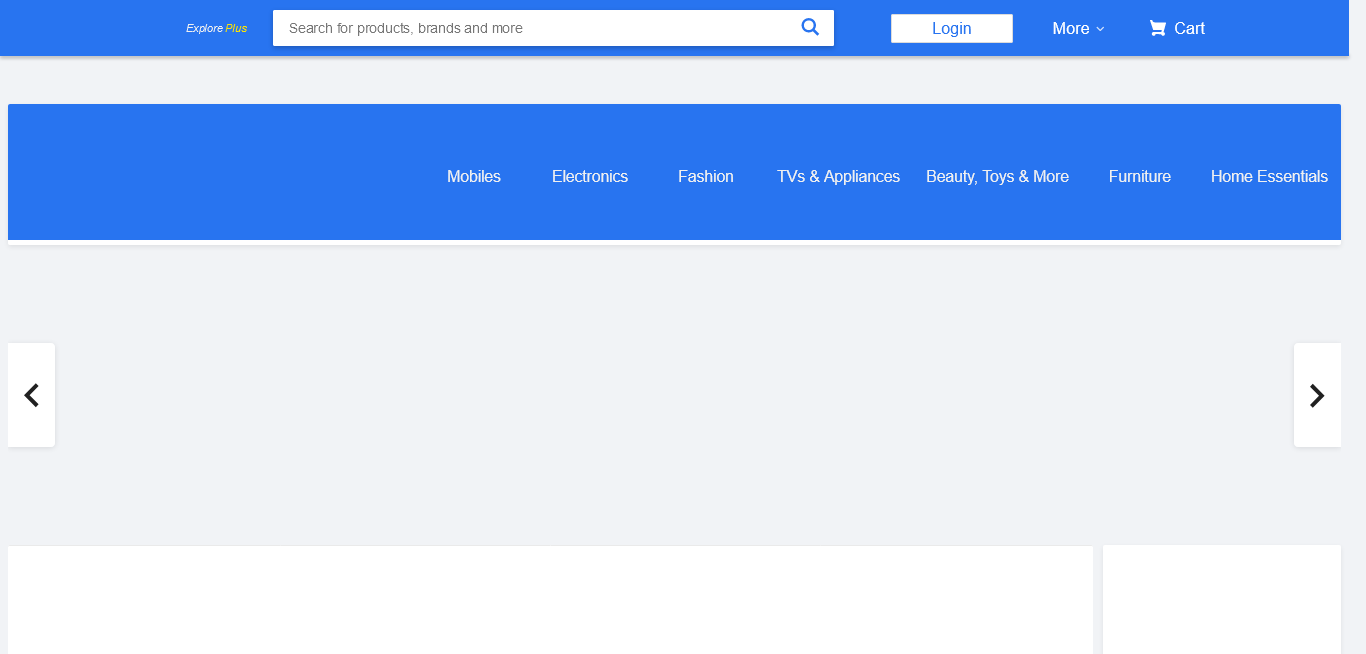 Explore Plus
Search for products, brands and more
Login
More
Cart
Mobiles
Electronics
Fashion
TVs & Appliances
Beauty, Toys & More
Furniture
Home Essentials